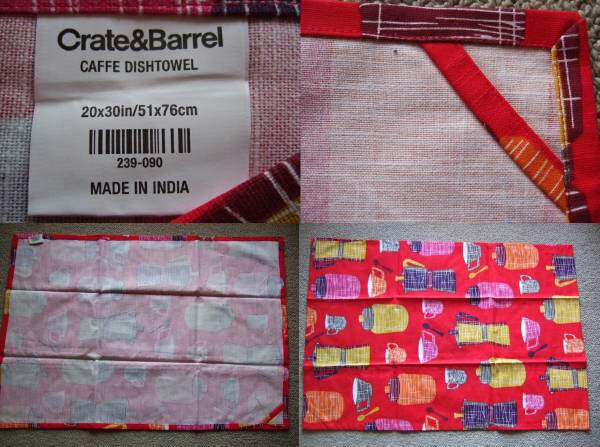 Crate&Barrel
CAFFE DISHTOWEL
20x30in/51x76cm
239-090
MADE IN INDIA